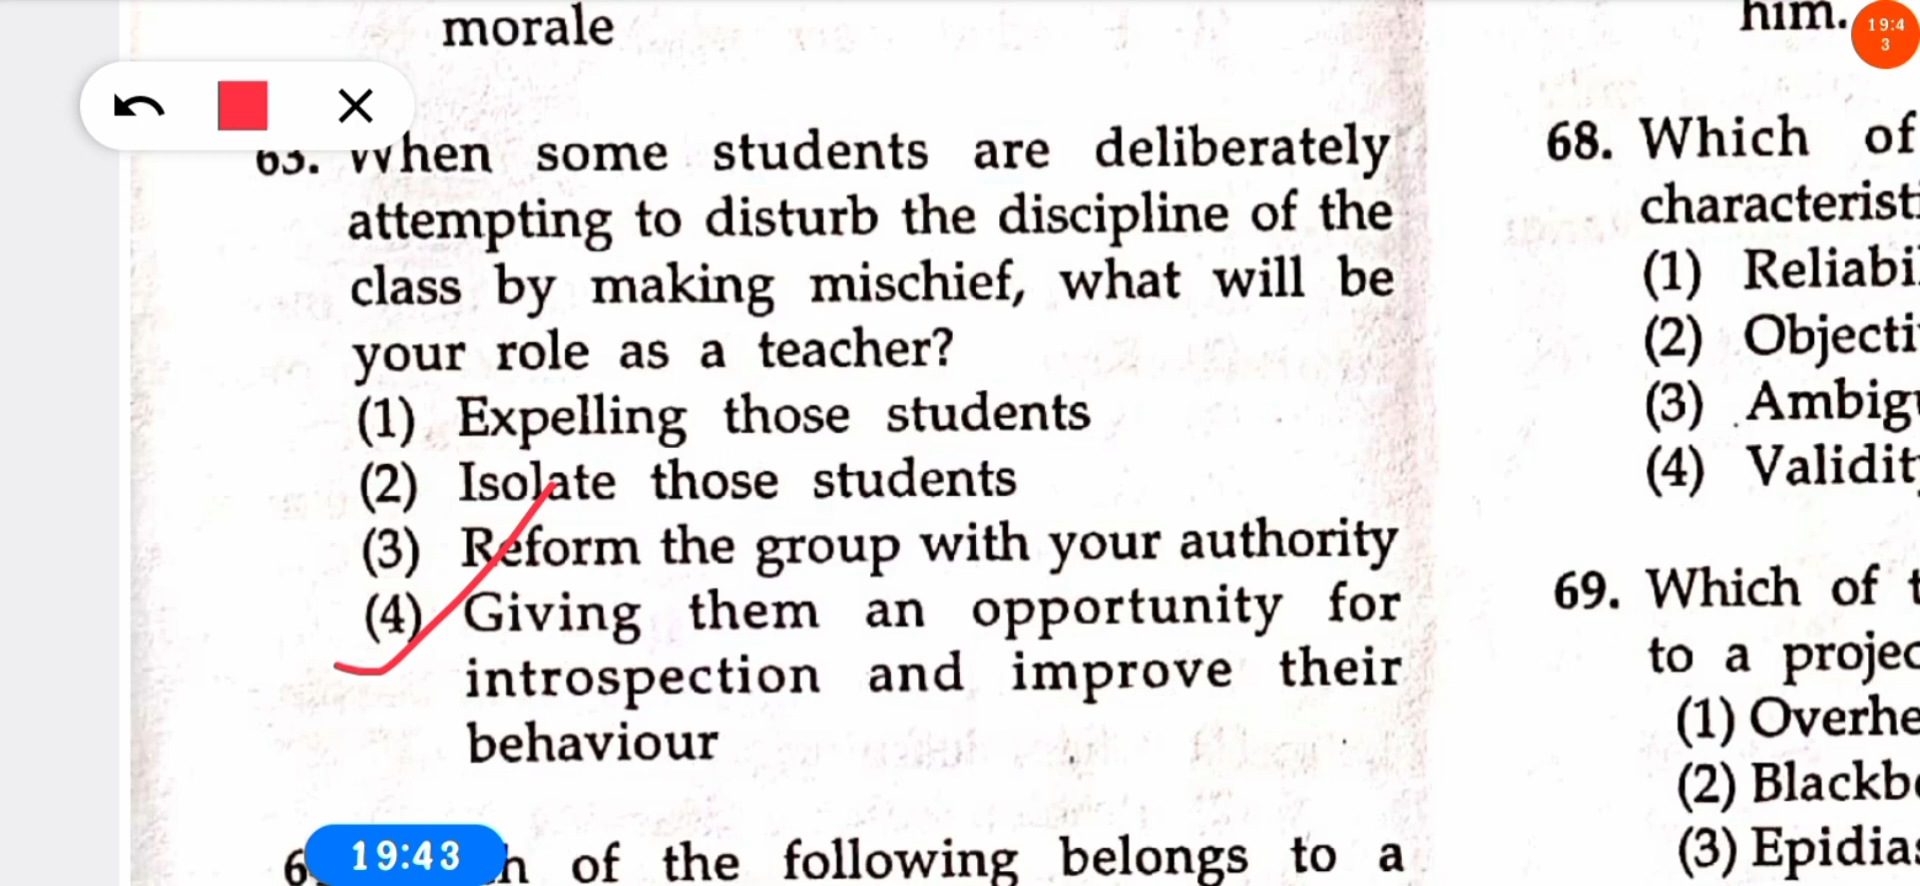 morale
63. When some students are deliberately
attempting to disturb the discipline of the
class by making mischief, what will be
your role as a teacher?
(1) Expelling those students
(2) Isolate those students
(3) Reform the group with your authority
(4) Giving them an opportunity for
introspection and improve their
behaviour
of the following belongs to a
19:43
him.
19:4
3
68. Which of
(1)
(2)
(3)
(4)
69. Which of
to a
(1)
(2)
(3)